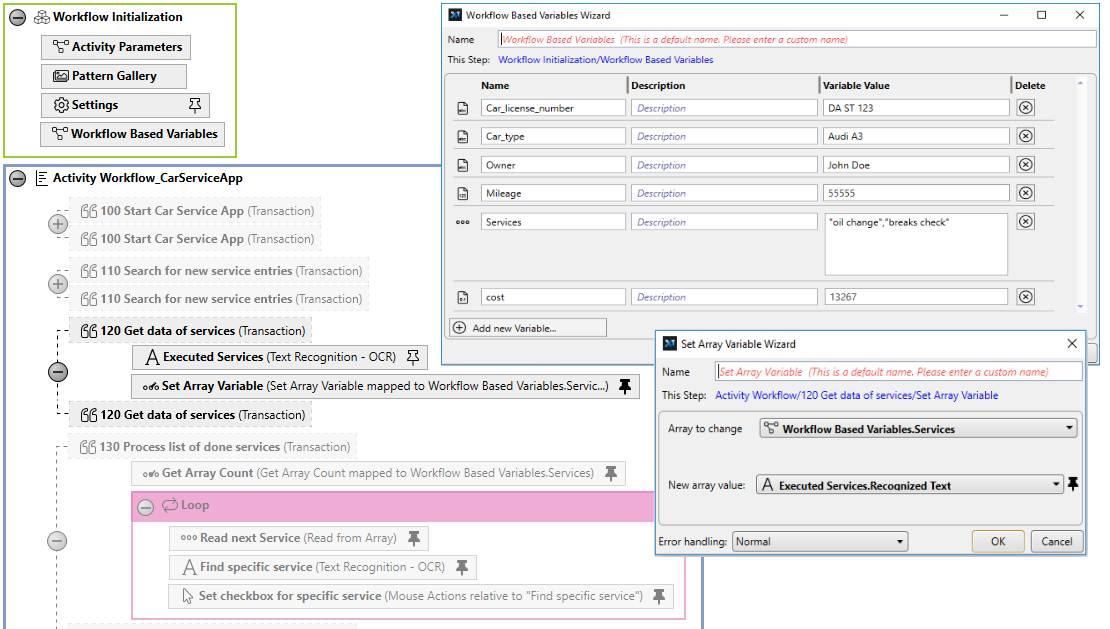 Workflow Initialization
Activity Parameters
Pattern Gallery
Settings
Workflow Based Variables
Activity Workflow_CarServiceApp
100 Start Car Service App (Transaction)
100 Start Car Service App (Transaction)
110 Search for new service entries (Transaction)
110 Search for new service entries (Transaction)
120 Get data of services (Transaction)
Executed Services (Text Recognition - OCR)
Set Array Variable (Set Array Variable mapped to Workflow Based Variables.Servic...)
120 Get data of services (Transaction)
130 Process list of done services (Transaction)
Get Array Count (Get Array Count mapped to Workflow Based Variables.Services)
Loop
Read next Service (Read from Array)
Find specific service (Text Recognition - OCR)
Set checkbox for specific service (Mouse Actions relative to "Find specific service")
Workflow Based Variables Wizard
Name Workflow Based Variables (This is a default name. Please enter a custom name)
This Step: Workflow Initialization/Workflow Based Variables
Name Description Variable Value Delete
Car_license_number Description DA ST 123
Car_type Description Audi A3
Owner Description John Doe
Mileage Description 55555
Services Description "oil change","breaks check"
cost Description 13267
Add new Variable...
Set Array Variable Wizard
Name Set Array Variable (This is a default name. Please enter a custom name)
This Step: Activity Workflow/120 Get data of services/Set Array Variable
Array to change Workflow Based Variables.Services
New array value: Executed Services.Recognized Text
Error handling: Normal OK Cancel